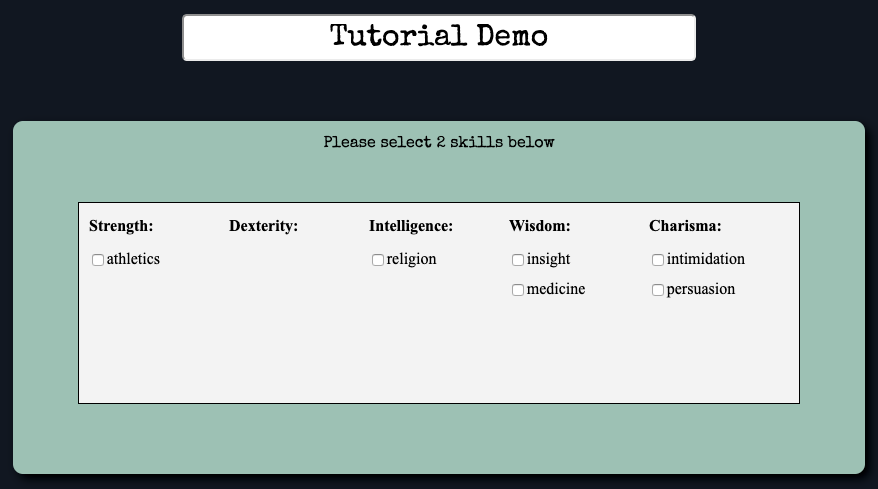 Tutorial Demo
Please select 2 skills below
Strength: Dexterity: Intelligence: Wisdom: Charisma:
athletics religion insight intimidation
medicine persuasion